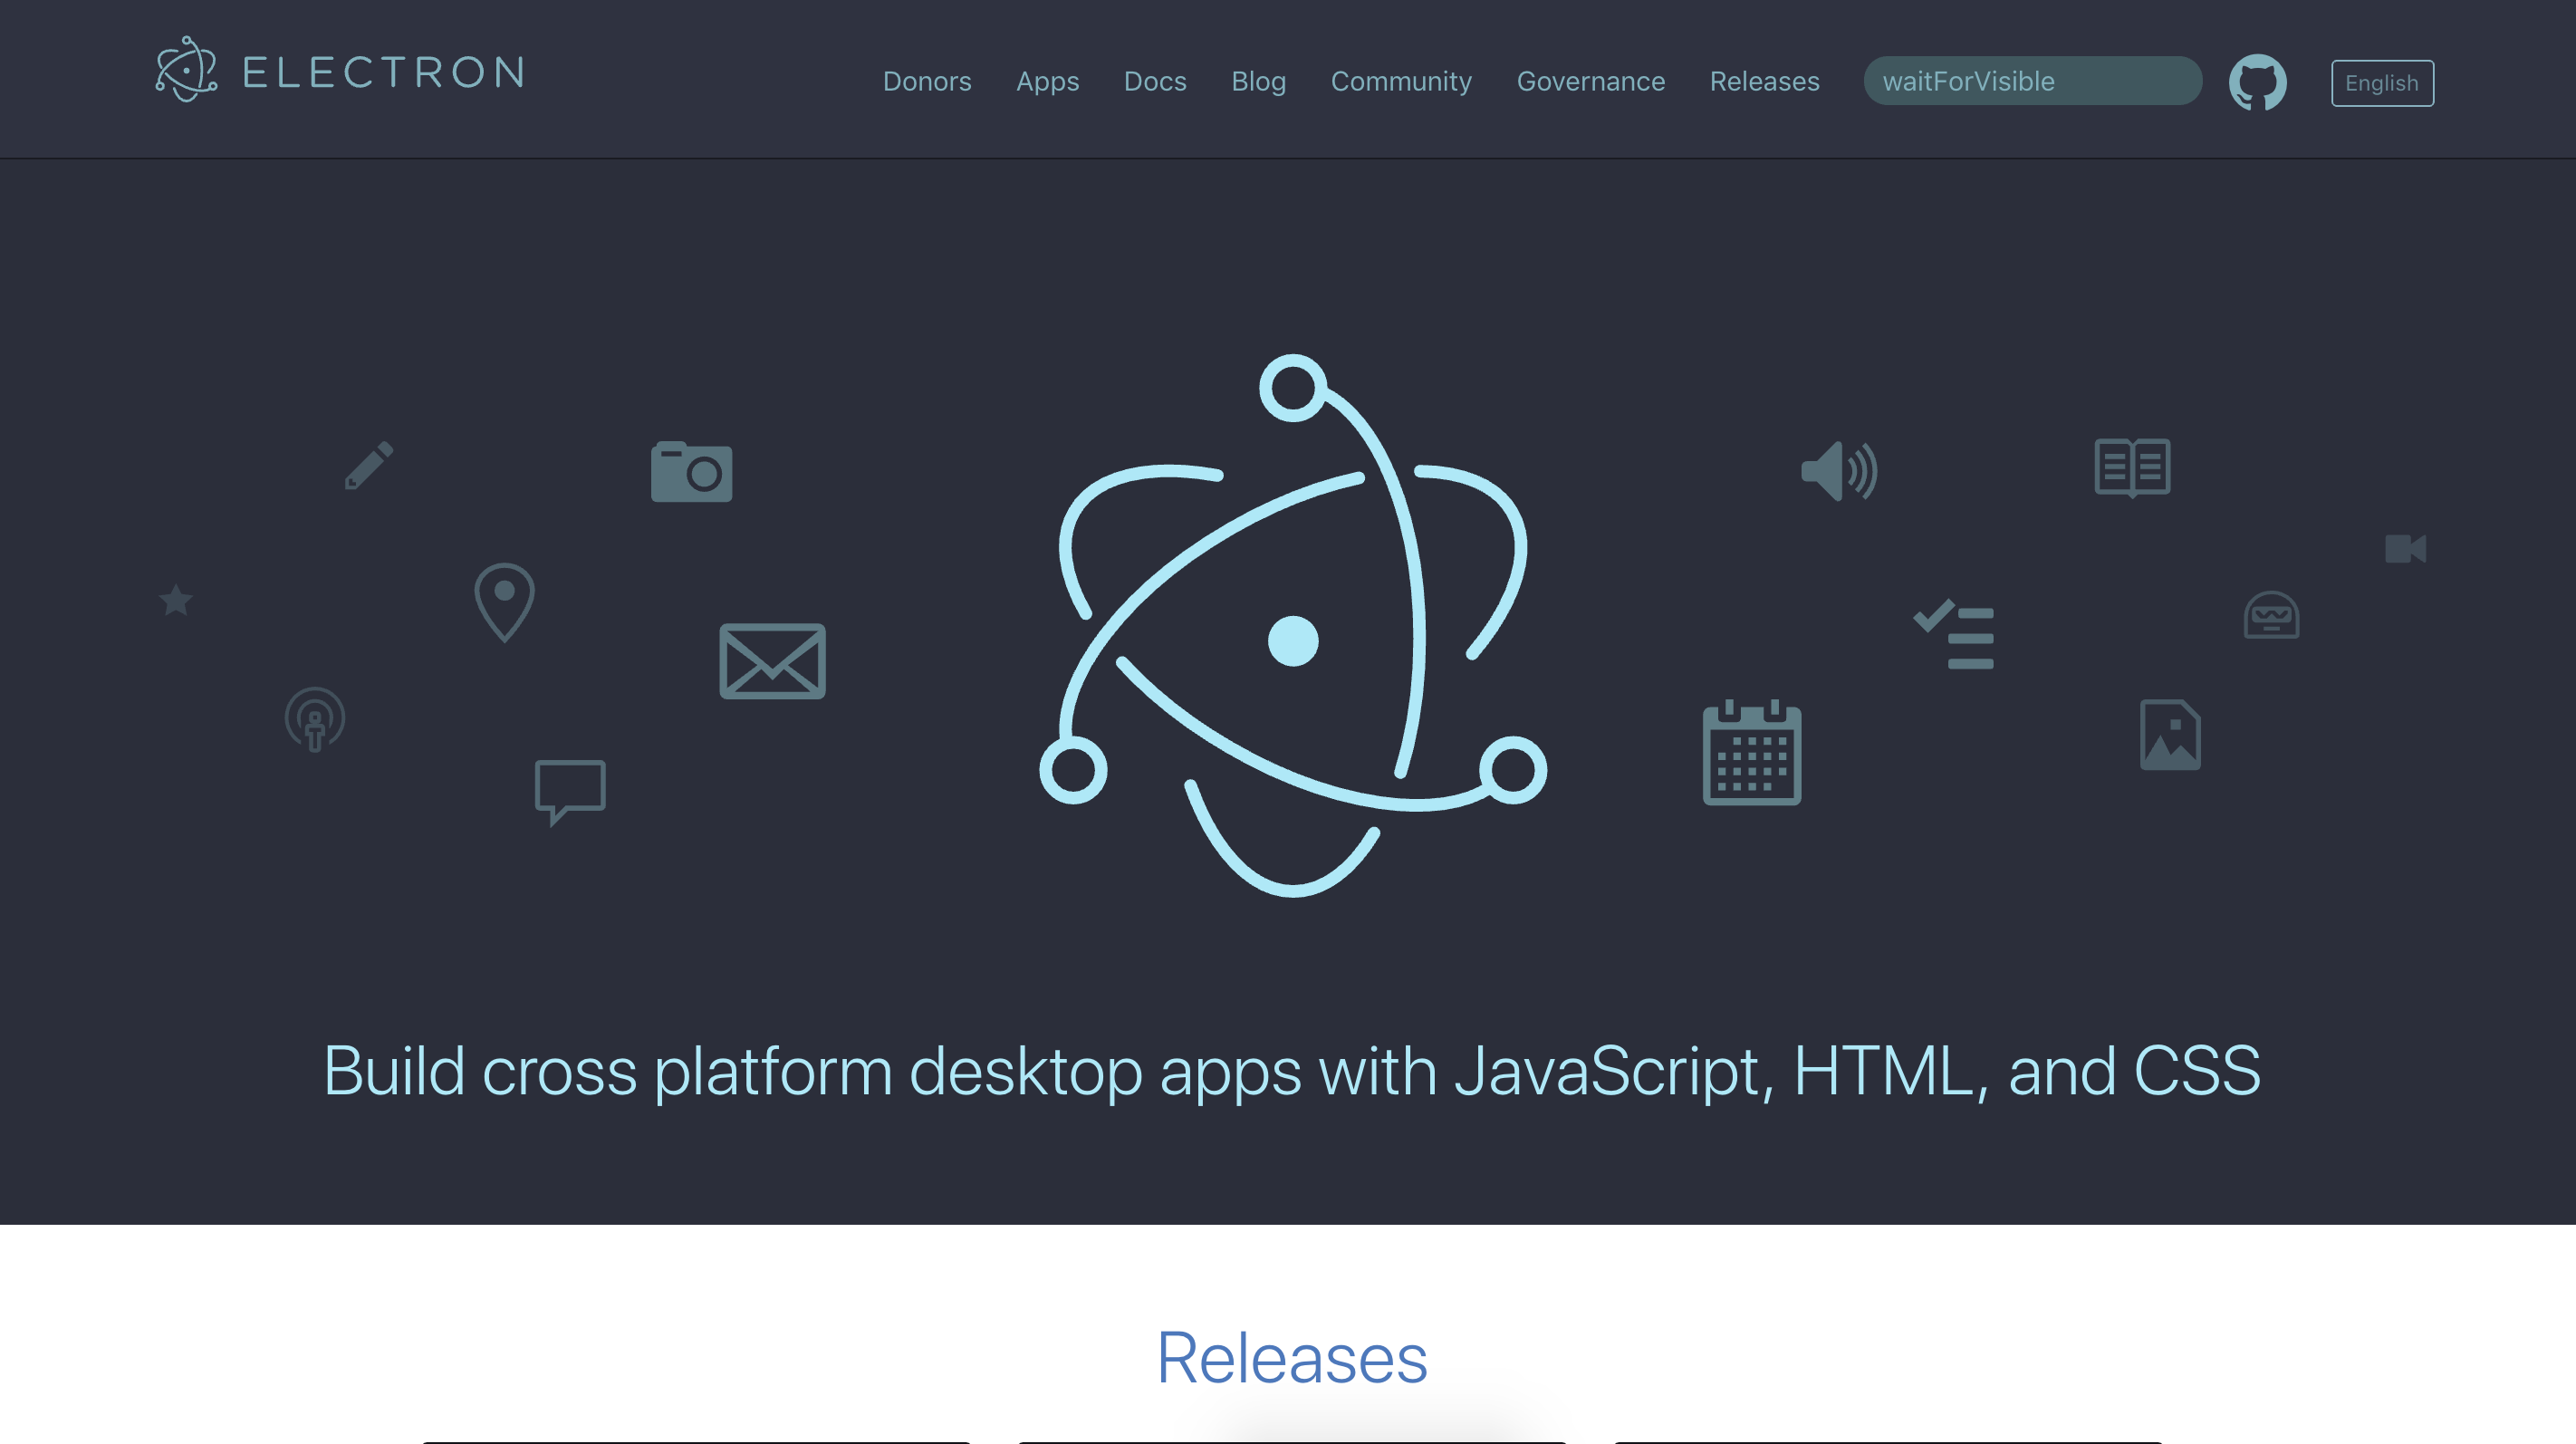 ELECTRON
Donors Apps Docs Blog Community Governance Releases waitForVisible English
Build cross platform desktop apps with JavaScript, HTML, and CSS
Releases